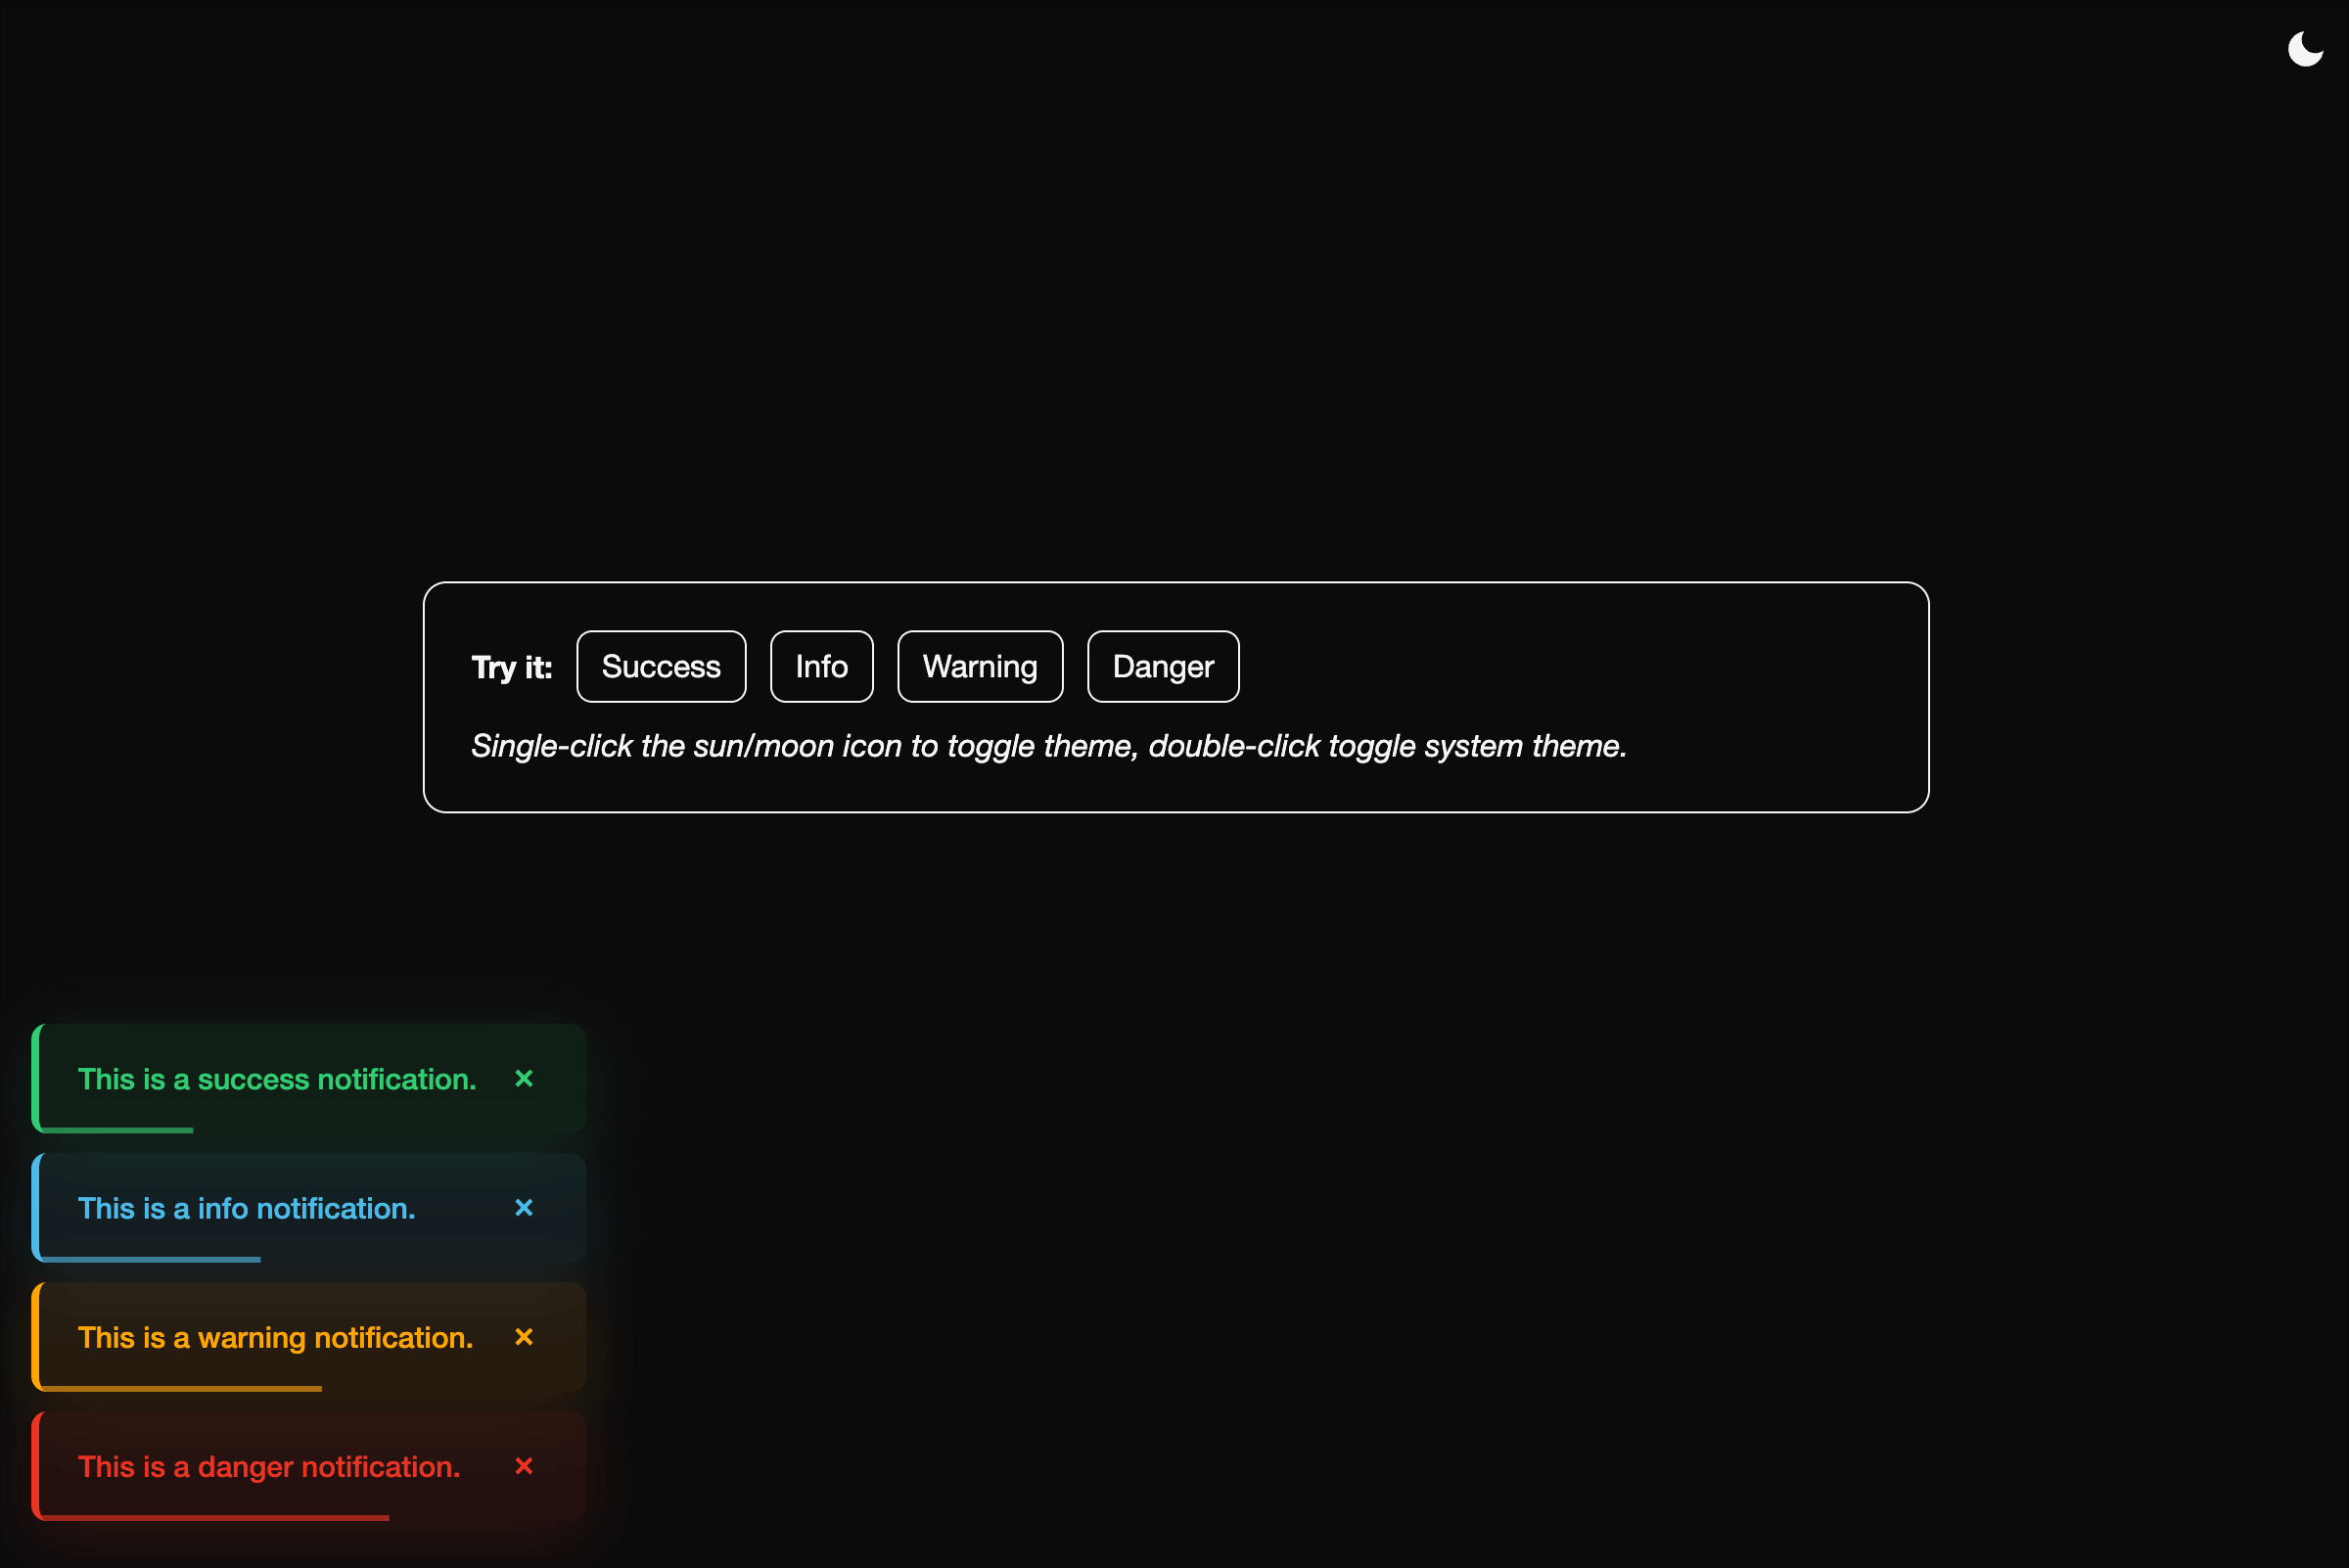 Try it: Success Info Warning Danger
Single-click the sun/moon icon to toggle theme, double-click toggle system theme.
This is a success notification. ×
This is a info notification. ×
This is a warning notification. ×
This is a danger notification. ×